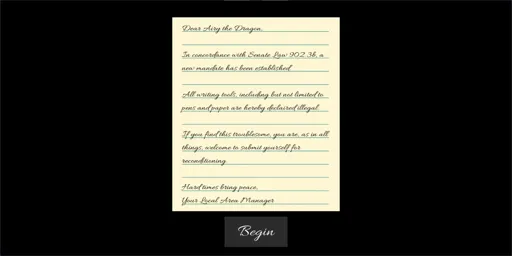 Dear Airy the Dragon,
In concordance with Senate Law 902.3b, a
new mandate has been established.
All writing tools, including but not limited to
pens and paper are hereby declaired illegal.
If you find this troublesome, you are, as in all
things, welcome to submit yourself for
reconditioning.
Hard times bring peace,
Your Local Area Manager
Begin